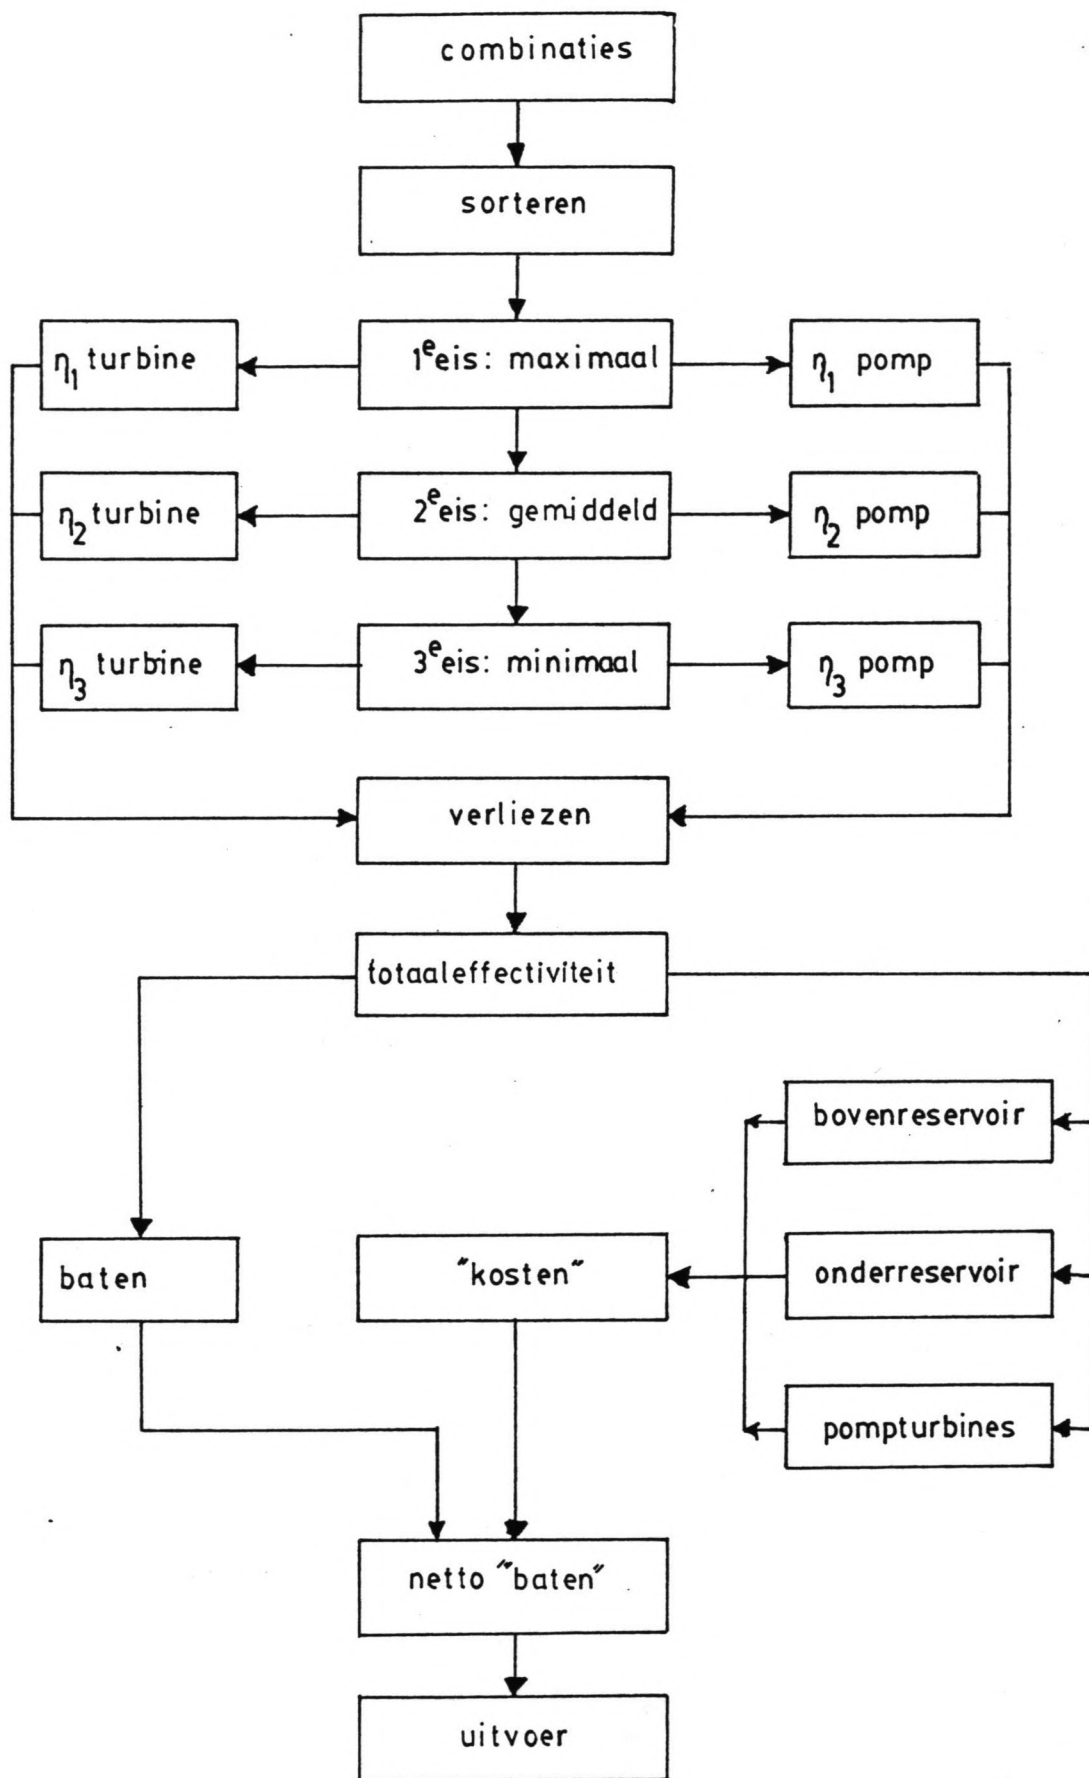 combinaties
sorteren
η₁ turbine
1ᵉ eis: maximaal
η₁ pomp
η₂ turbine
2ᵉ eis: gemiddeld
η₂ pomp
η₃ turbine
3ᵉ eis: minimaal
η₃ pomp
verliezen
totaaleffectiviteit
bovenreservoir
baten
"kosten"
onderreservoir
pompturbines
netto "baten"
uitvoer